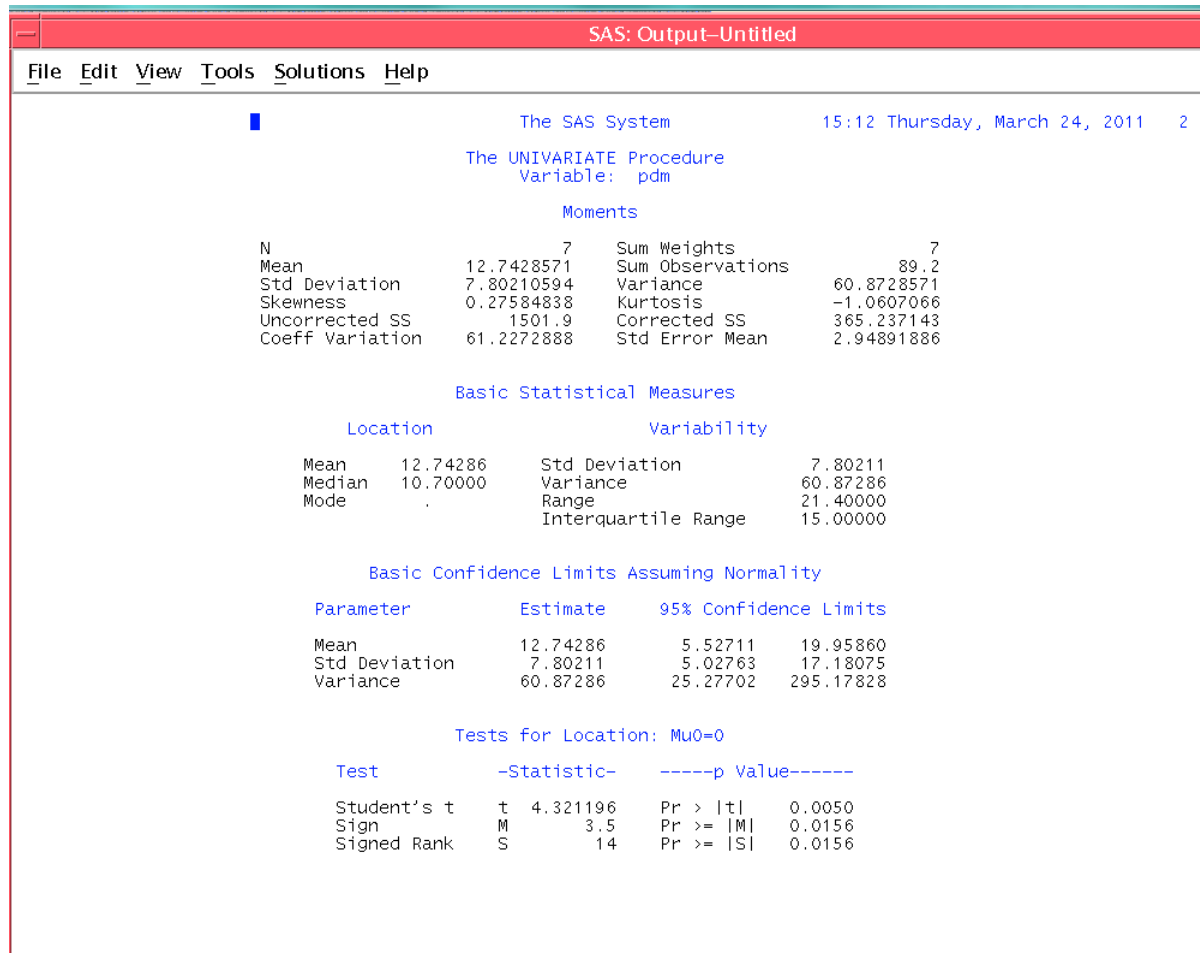 SAS: Output–Untitled
File Edit View Tools Solutions Help
The SAS System 15:12 Thursday, March 24, 2011 2
The UNIVARIATE Procedure
Variable: pdm
Moments
N 7 Sum Weights 7
Mean 12.7428571 Sum Observations 89.2
Std Deviation 7.80210594 Variance 60.8728571
Skewness 0.27584838 Kurtosis -1.0607066
Uncorrected SS 1501.9 Corrected SS 365.237143
Coeff Variation 61.2272888 Std Error Mean 2.94891886
Basic Statistical Measures
Location Variability
Mean 12.74286 Std Deviation 7.80211
Median 10.70000 Variance 60.87286
Mode . Range 21.40000
Interquartile Range 15.00000
Basic Confidence Limits Assuming Normality
Parameter Estimate 95% Confidence Limits
Mean 12.74286 5.52711 19.95860
Std Deviation 7.80211 5.02763 17.18075
Variance 60.87286 25.27702 295.17828
Tests for Location: Mu0=0
Test -Statistic- -----p Value------
Student's t t 4.321196 Pr > |t| 0.0050
Sign M 3.5 Pr >= |M| 0.0156
Signed Rank S 14 Pr >= |S| 0.0156